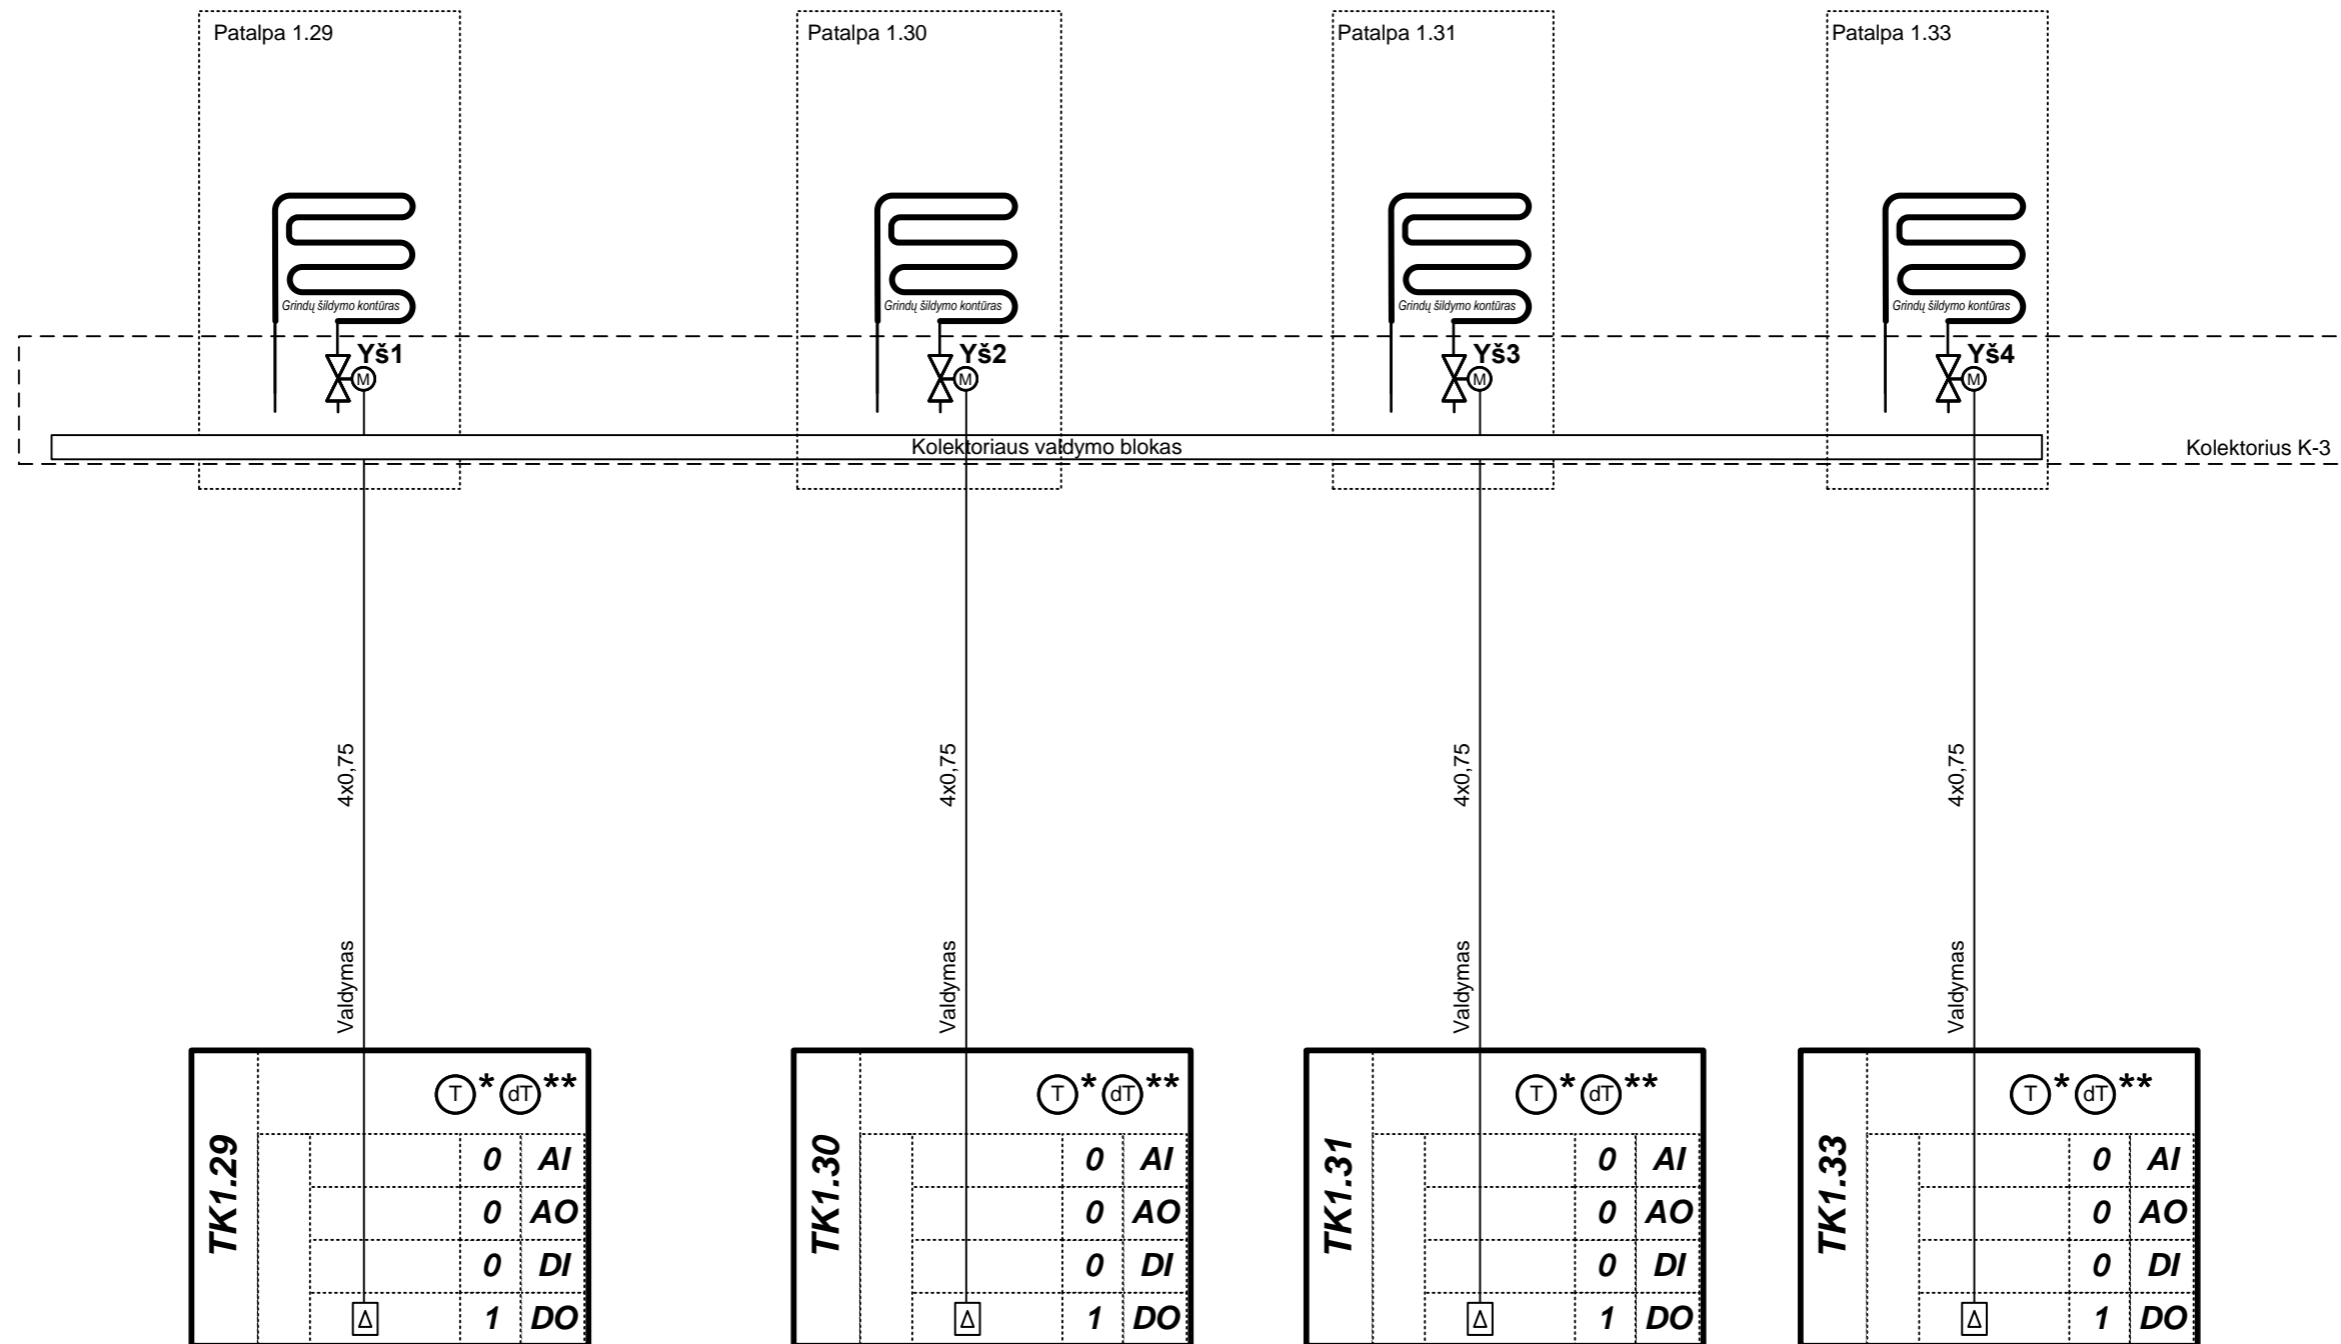 Patalpa 1.29
Patalpa 1.30
Patalpa 1.31
Patalpa 1.33
Grindų šildymo kontūras
Grindų šildymo kontūras
Grindų šildymo kontūras
Grindų šildymo kontūras
Yš1
M
Yš2
M
Yš3
M
Yš4
M
Kolektoriaus valdymo blokas
Kolektorius K-3
4x0,75
4x0,75
4x0,75
4x0,75
Valdymas
Valdymas
Valdymas
Valdymas
TK1.29
T * dT **
0 AI
0 AO
0 DI
Δ 1 DO
TK1.30
T * dT **
0 AI
0 AO
0 DI
Δ 1 DO
TK1.31
T * dT **
0 AI
0 AO
0 DI
Δ 1 DO
TK1.33
T * dT **
0 AI
0 AO
0 DI
Δ 1 DO